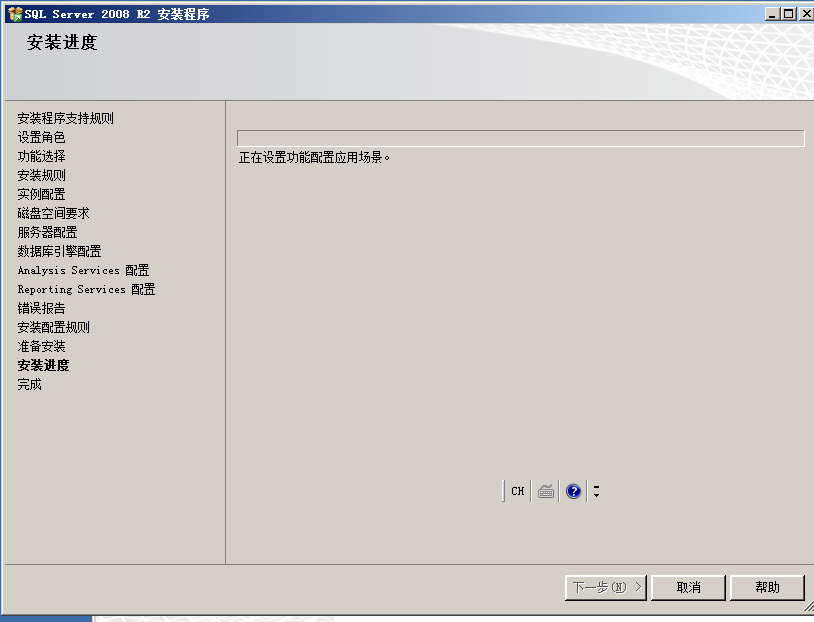 SQL Server 2008 R2 安装程序
安装进度
安装程序支持规则
设置角色
功能选择
安装规则
实例配置
磁盘空间要求
服务器配置
数据库引擎配置
Analysis Services 配置
Reporting Services 配置
错误报告
安装配置规则
准备安装
安装进度
完成
正在设置功能配置应用场景。
CH
下一步(N) >
取消
帮助